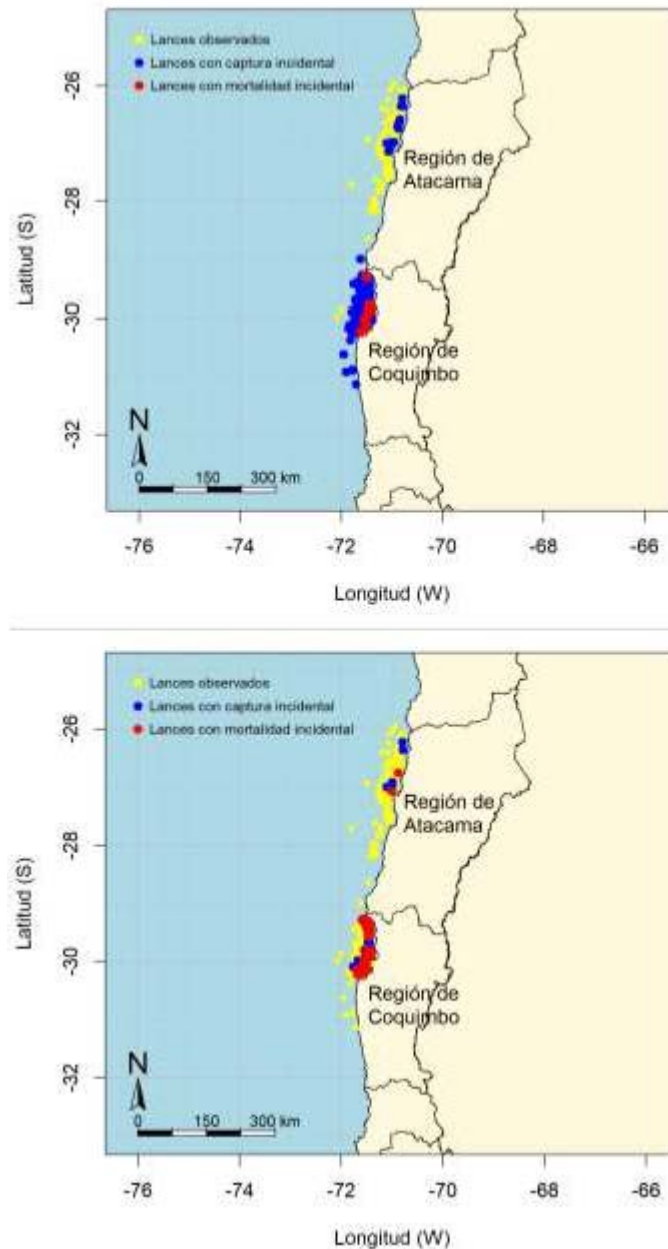 Lances observados
Lances con captura incidental
Lances con mortalidad incidental
-26
-28
-30
-32
Latitud (S)
Región de
Atacama
Región de
Coquimbo
N
0 150 300 km
-76 -74 -72 -70 -68 -66
Longitud (W)
Lances observados
Lances con captura incidental
Lances con mortalidad incidental
-26
-28
-30
-32
Latitud (S)
Región de
Atacama
Región de
Coquimbo
N
0 150 300 km
-76 -74 -72 -70 -68 -66
Longitud (W)